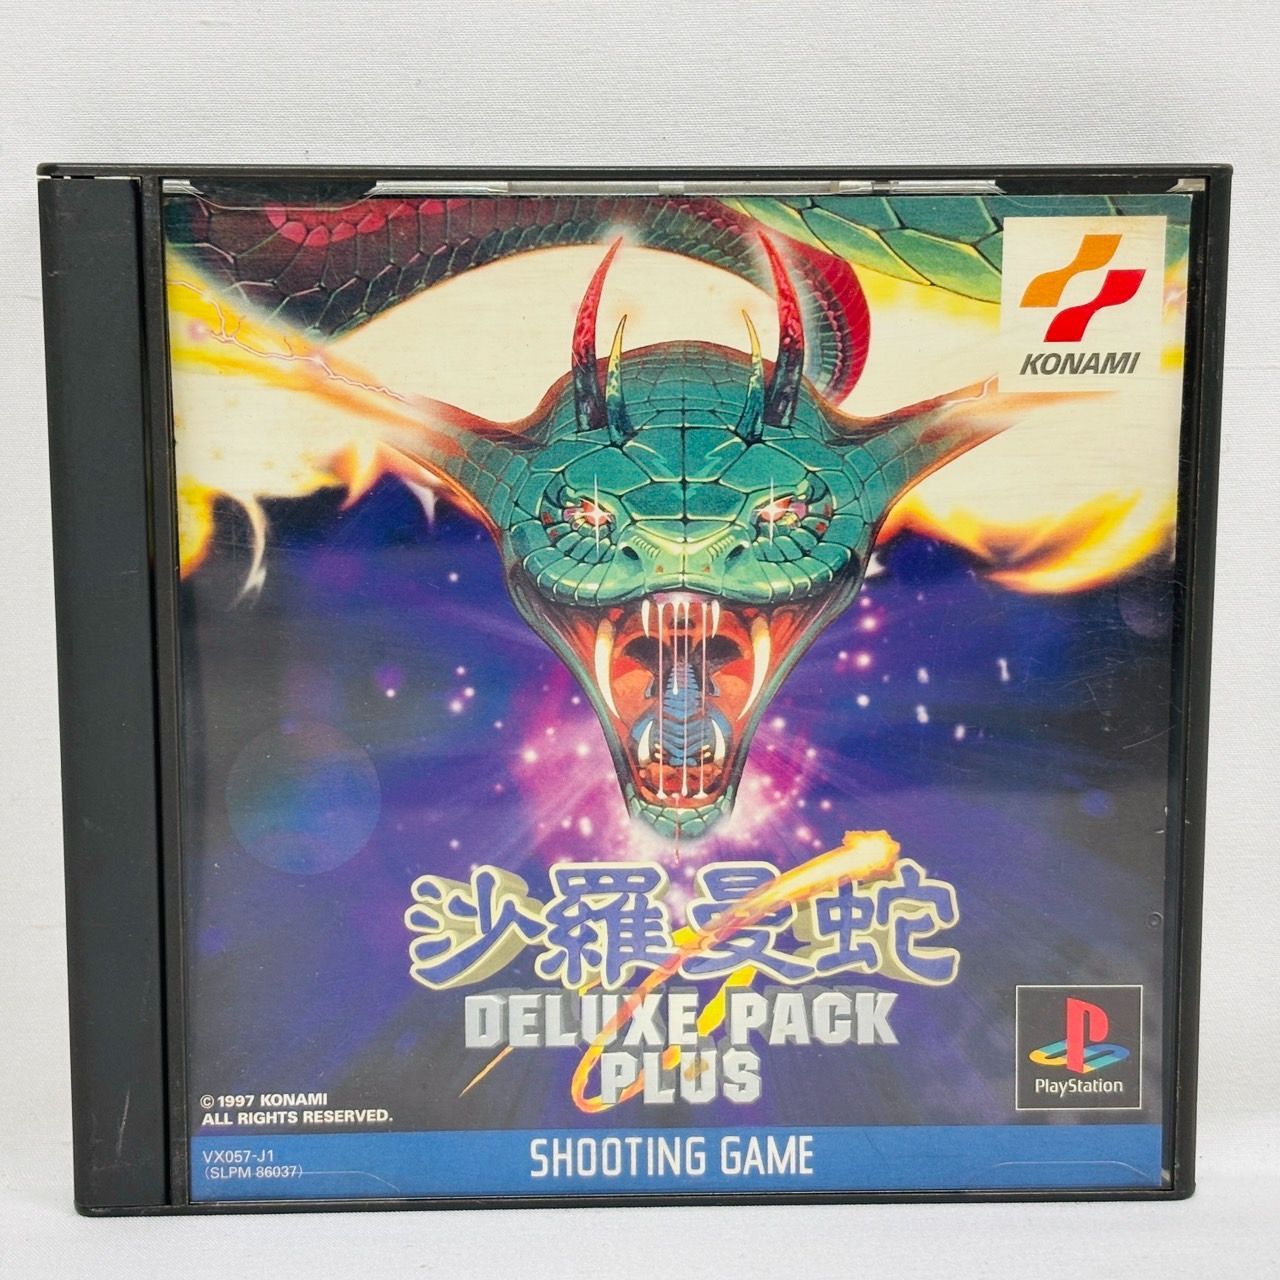 KONAMI
沙羅曼蛇
DELUXE PACK
PLUS
PlayStation
©1997 KONAMI
ALL RIGHTS RESERVED.
VX057-J1
(SLPM 86037)
SHOOTING GAME